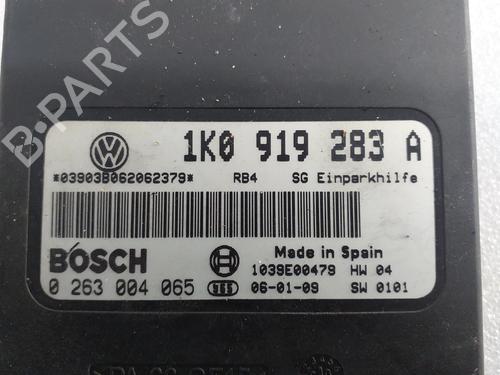 B-PARTS
1K0 919 283 A
*03903B062062379* RB4 SG Einparkhilfe
BOSCH Made in Spain
1039E00479 HW 04
0 263 004 065 965 06-01-09 SW 0101